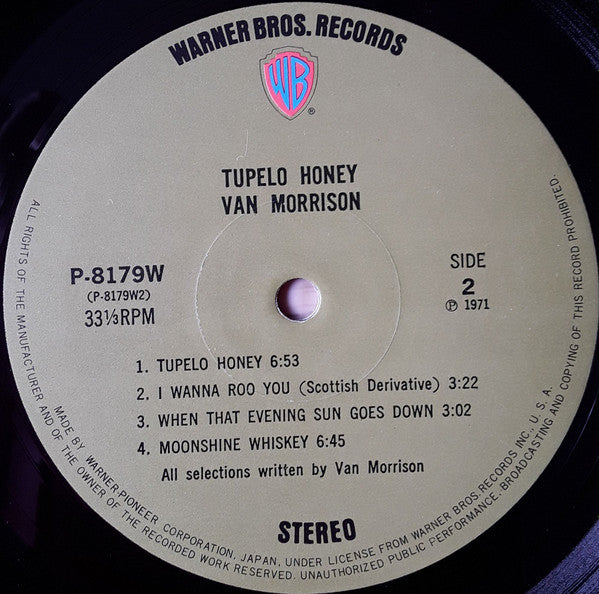 WARNER BROS. RECORDS
WB
®
TUPELO HONEY
VAN MORRISON
P-8179W
(P-8179W2)
33⅓RPM
SIDE
2
Ⓟ 1971
1. TUPELO HONEY 6:53
2. I WANNA ROO YOU (Scottish Derivative) 3:22
3. WHEN THAT EVENING SUN GOES DOWN 3:02
4. MOONSHINE WHISKEY 6:45
All selections written by Van Morrison
STEREO
MADE BY WARNER-PIONEER CORPORATION, JAPAN, UNDER LICENSE FROM WARNER BROS. RECORDS INC., U. S. A.
ALL RIGHTS OF THE MANUFACTURER AND OF THE OWNER OF THE RECORDED WORK RESERVED. UNAUTHORIZED PUBLIC PERFORMANCE, BROADCASTING AND COPYING OF THIS RECORD PROHIBITED.